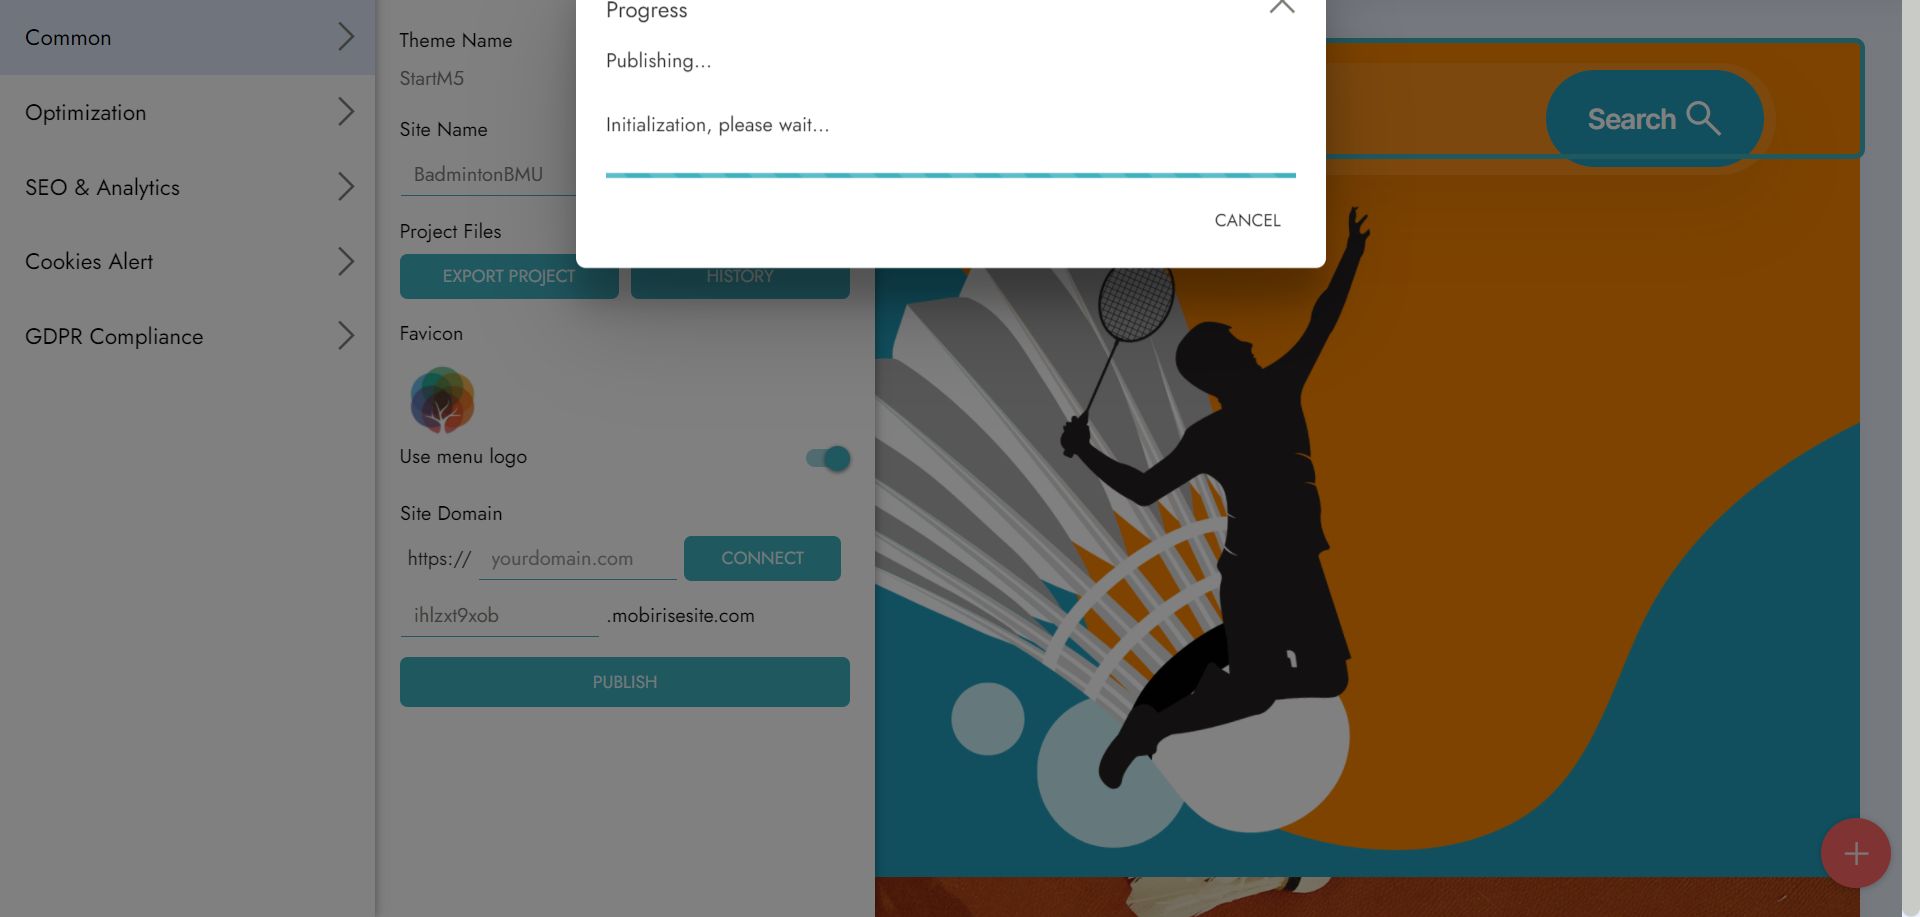 Common
Optimization
SEO & Analytics
Cookies Alert
GDPR Compliance
Theme Name
StartM5
Site Name
BadmintonBMU
Project Files
EXPORT PROJECT
HISTORY
Favicon
Use menu logo
Site Domain
https://
yourdomain.com
CONNECT
ihlzxt9xob
.mobirisesite.com
PUBLISH
Progress
Publishing...
Initialization, please wait...
CANCEL
Search